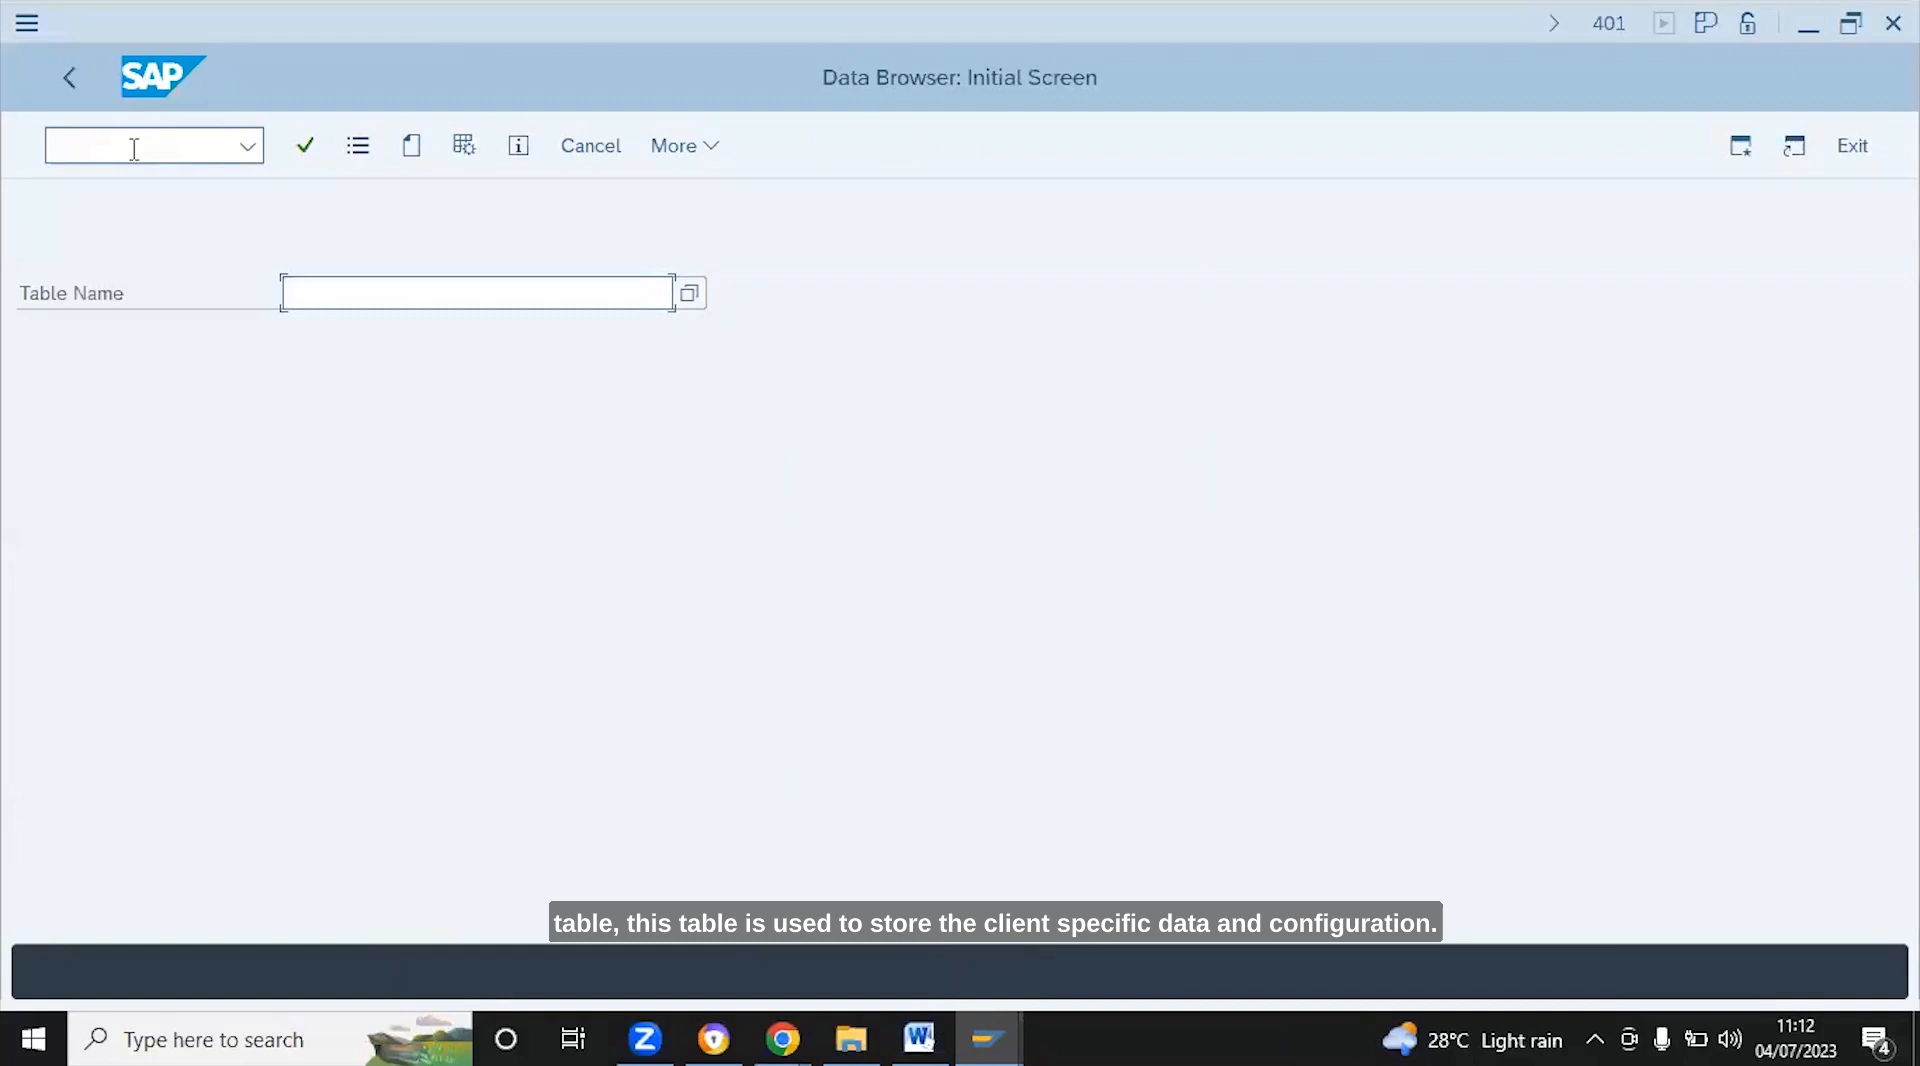 401
SAP
Data Browser: Initial Screen
Cancel
More
Exit
Table Name
table, this table is used to store the client specific data and configuration.
Type here to search
28°C Light rain
11:12
04/07/2023
4